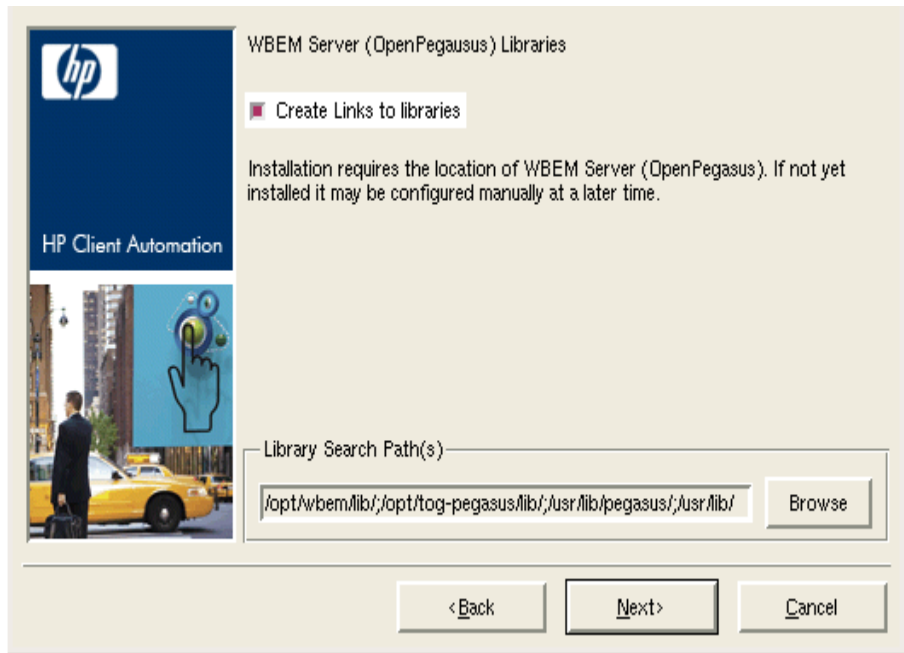 hp
WBEM Server (OpenPegausus) Libraries
Create Links to libraries
Installation requires the location of WBEM Server (OpenPegasus). If not yet
installed it may be configured manually at a later time.
HP Client Automation
Library Search Path(s)
/opt/wbem/lib/;/opt/tog-pegasus/lib/;/usr/lib/pegasus/;/usr/lib/
Browse
<Back
Next>
Cancel